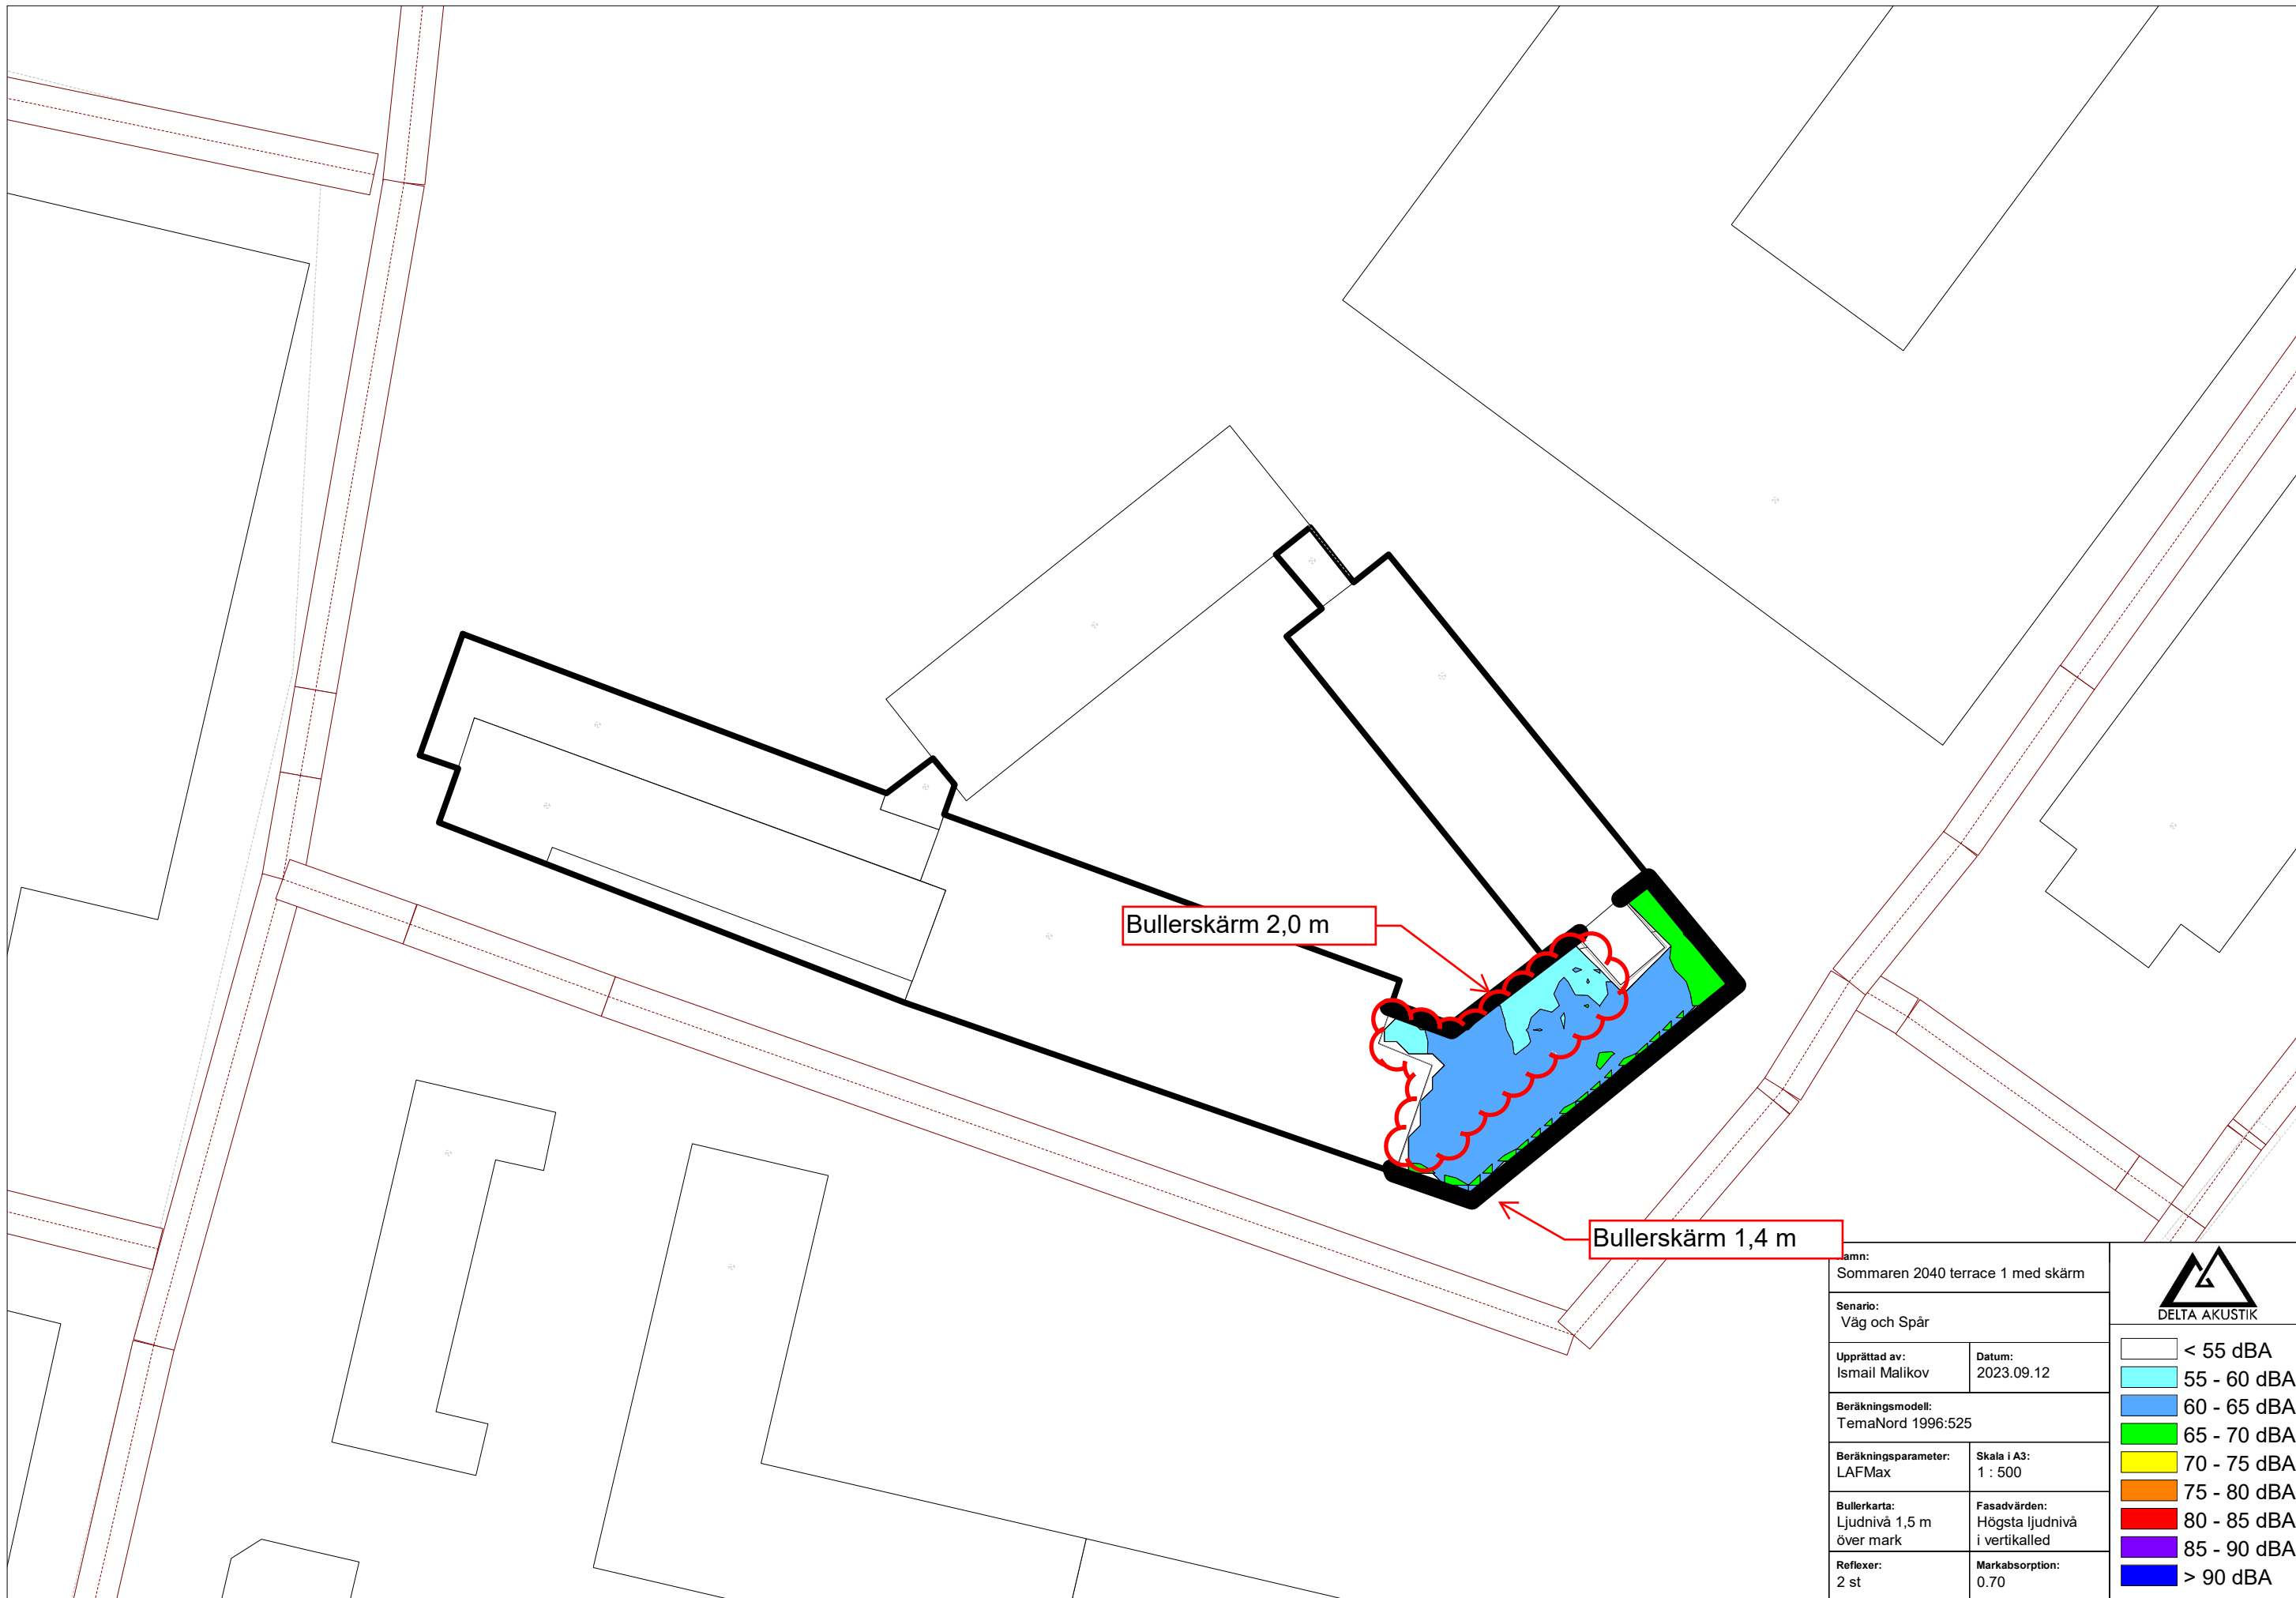 Bullerskärm 2,0 m
Bullerskärm 1,4 m
amn:
Sommaren 2040 terrace 1 med skärm
Senario:
Väg och Spår
Upprättad av:
Ismail Malikov
Datum:
2023.09.12
Beräkningsmodell:
TemaNord 1996:525
Beräkningsparameter:
LAFMax
Skala i A3:
1 : 500
Bullerkarta:
Ljudnivå 1,5 m
över mark
Fasadvärden:
Högsta ljudnivå
i vertikalled
Reflexer:
2 st
Markabsorption:
0.70
DELTA AKUSTIK
< 55 dBA
55 - 60 dBA
60 - 65 dBA
65 - 70 dBA
70 - 75 dBA
75 - 80 dBA
80 - 85 dBA
85 - 90 dBA
> 90 dBA